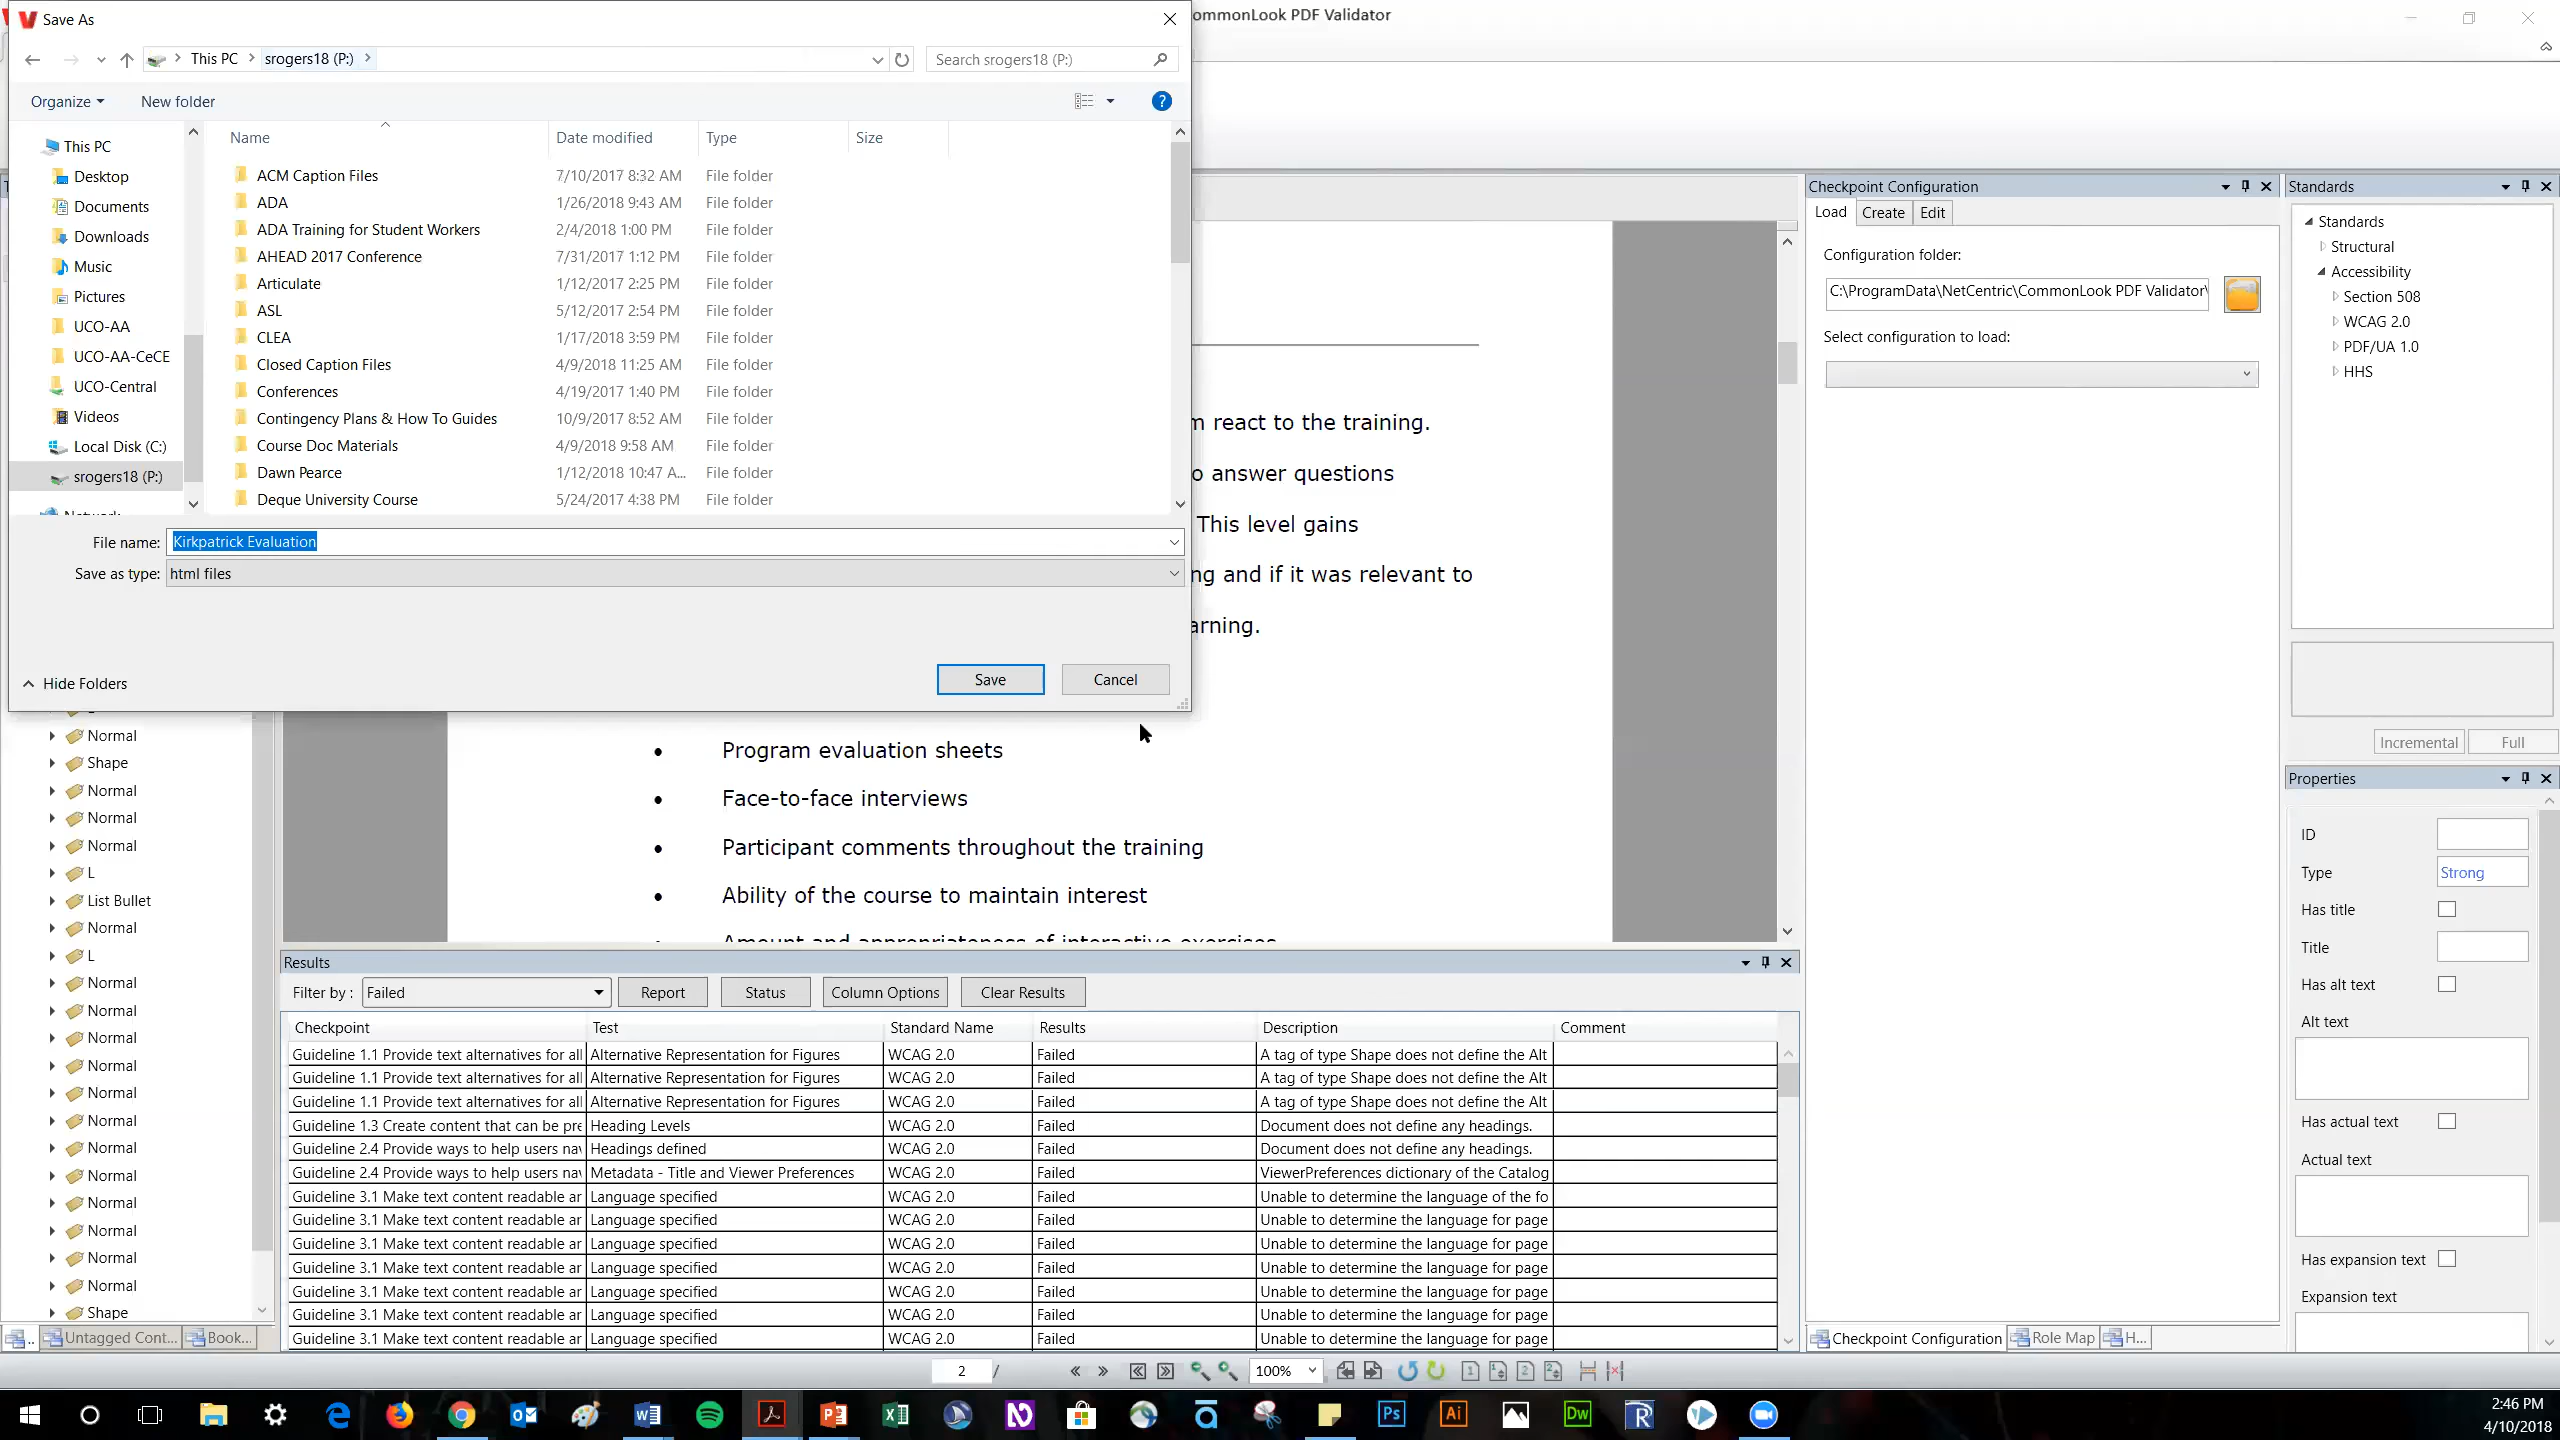 Save As
CommonLook PDF Validator
This PC
srogers18 (P:)
Search srogers18 (P:)
Organize
New folder
?
Name
Date modified
Type
Size
This PC
Desktop
Documents
Downloads
Music
Pictures
UCO-AA
UCO-AA-CeCE
UCO-Central
Videos
Local Disk (C:)
srogers18 (P:)
ACM Caption Files 7/10/2017 8:32 AM File folder
ADA 1/26/2018 9:43 AM File folder
ADA Training for Student Workers 2/4/2018 1:00 PM File folder
AHEAD 2017 Conference 7/31/2017 1:12 PM File folder
Articulate 1/12/2017 2:25 PM File folder
ASL 5/12/2017 2:54 PM File folder
CLEA 1/17/2018 3:59 PM File folder
Closed Caption Files 4/9/2018 11:25 AM File folder
Conferences 4/19/2017 1:40 PM File folder
Contingency Plans & How To Guides 10/9/2017 8:52 AM File folder
Course Doc Materials 4/9/2018 9:58 AM File folder
Dawn Pearce 1/12/2018 10:47 A... File folder
Deque University Course 5/24/2017 4:38 PM File folder
File name: Kirkpatrick Evaluation
Save as type: html files
Hide Folders
Save
Cancel
react to the training.
answer questions
This level gains
and if it was relevant to
Program evaluation sheets
Face-to-face interviews
Participant comments throughout the training
Ability of the course to maintain interest
Amount and appropriateness of interactive exercises
Normal
Shape
Normal
Normal
Normal
L
List Bullet
Normal
L
Normal
Normal
Normal
Normal
Normal
Normal
Normal
Normal
Normal
Normal
Normal
Normal
Shape
Untagged Cont...
Book...
Results
Filter by :
Failed
Report
Status
Column Options
Clear Results
Checkpoint Test Standard Name Results Description Comment
Guideline 1.1 Provide text alternatives for all Alternative Representation for Figures WCAG 2.0 Failed A tag of type Shape does not define the Alt
Guideline 1.1 Provide text alternatives for all Alternative Representation for Figures WCAG 2.0 Failed A tag of type Shape does not define the Alt
Guideline 1.1 Provide text alternatives for all Alternative Representation for Figures WCAG 2.0 Failed A tag of type Shape does not define the Alt
Guideline 1.3 Create content that can be pre Heading Levels WCAG 2.0 Failed Document does not define any headings.
Guideline 2.4 Provide ways to help users nav Headings defined WCAG 2.0 Failed Document does not define any headings.
Guideline 2.4 Provide ways to help users nav Metadata - Title and Viewer Preferences WCAG 2.0 Failed ViewerPreferences dictionary of the Catalog
Guideline 3.1 Make text content readable ar Language specified WCAG 2.0 Failed Unable to determine the language of the fo
Guideline 3.1 Make text content readable ar Language specified WCAG 2.0 Failed Unable to determine the language for page
Guideline 3.1 Make text content readable ar Language specified WCAG 2.0 Failed Unable to determine the language for page
Guideline 3.1 Make text content readable ar Language specified WCAG 2.0 Failed Unable to determine the language for page
Guideline 3.1 Make text content readable ar Language specified WCAG 2.0 Failed Unable to determine the language for page
Guideline 3.1 Make text content readable ar Language specified WCAG 2.0 Failed Unable to determine the language for page
Guideline 3.1 Make text content readable ar Language specified WCAG 2.0 Failed Unable to determine the language for page
Checkpoint Configuration
Load
Create
Edit
Configuration folder:
C:\ProgramData\NetCentric\CommonLook PDF Validator\
Select configuration to load:
Checkpoint Configuration
Role Map
H...
Standards
Standards
Structural
Accessibility
Section 508
WCAG 2.0
PDF/UA 1.0
HHS
Incremental
Full
Properties
ID
Type Strong
Has title
Title
Has alt text
Alt text
Has actual text
Actual text
Has expansion text
Expansion text
2 /
100%
Ps
Ai
Dw
2:46 PM
4/10/2018